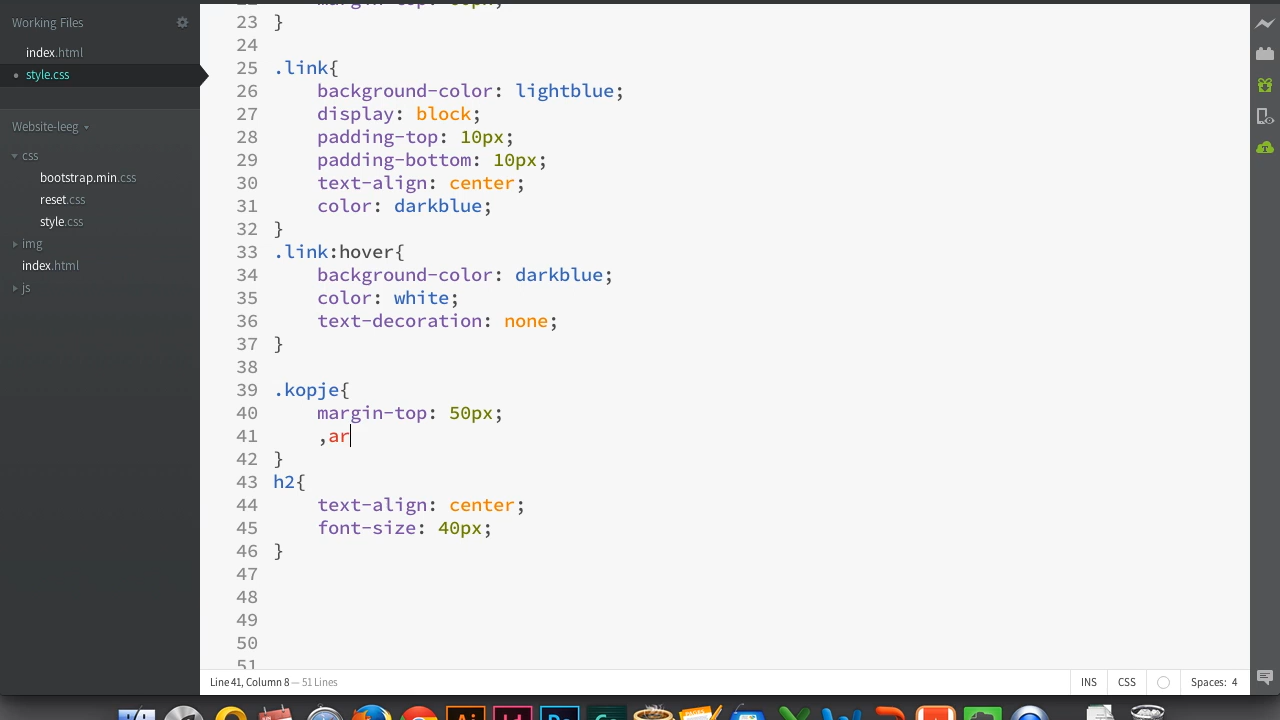 Working Files
index.html
style.css
Website-leeg
css
bootstrap.min.css
reset.css
style.css
img
index.html
js
23 }
24
25 .link{
26 background-color: lightblue;
27 display: block;
28 padding-top: 10px;
29 padding-bottom: 10px;
30 text-align: center;
31 color: darkblue;
32 }
33 .link:hover{
34 background-color: darkblue;
35 color: white;
36 text-decoration: none;
37 }
38
39 .kopje{
40 margin-top: 50px;
41 ,ar
42 }
43 h2{
44 text-align: center;
45 font-size: 40px;
46 }
47
48
49
50
51
Line 41, Column 8 — 51 Lines
INS CSS Spaces: 4